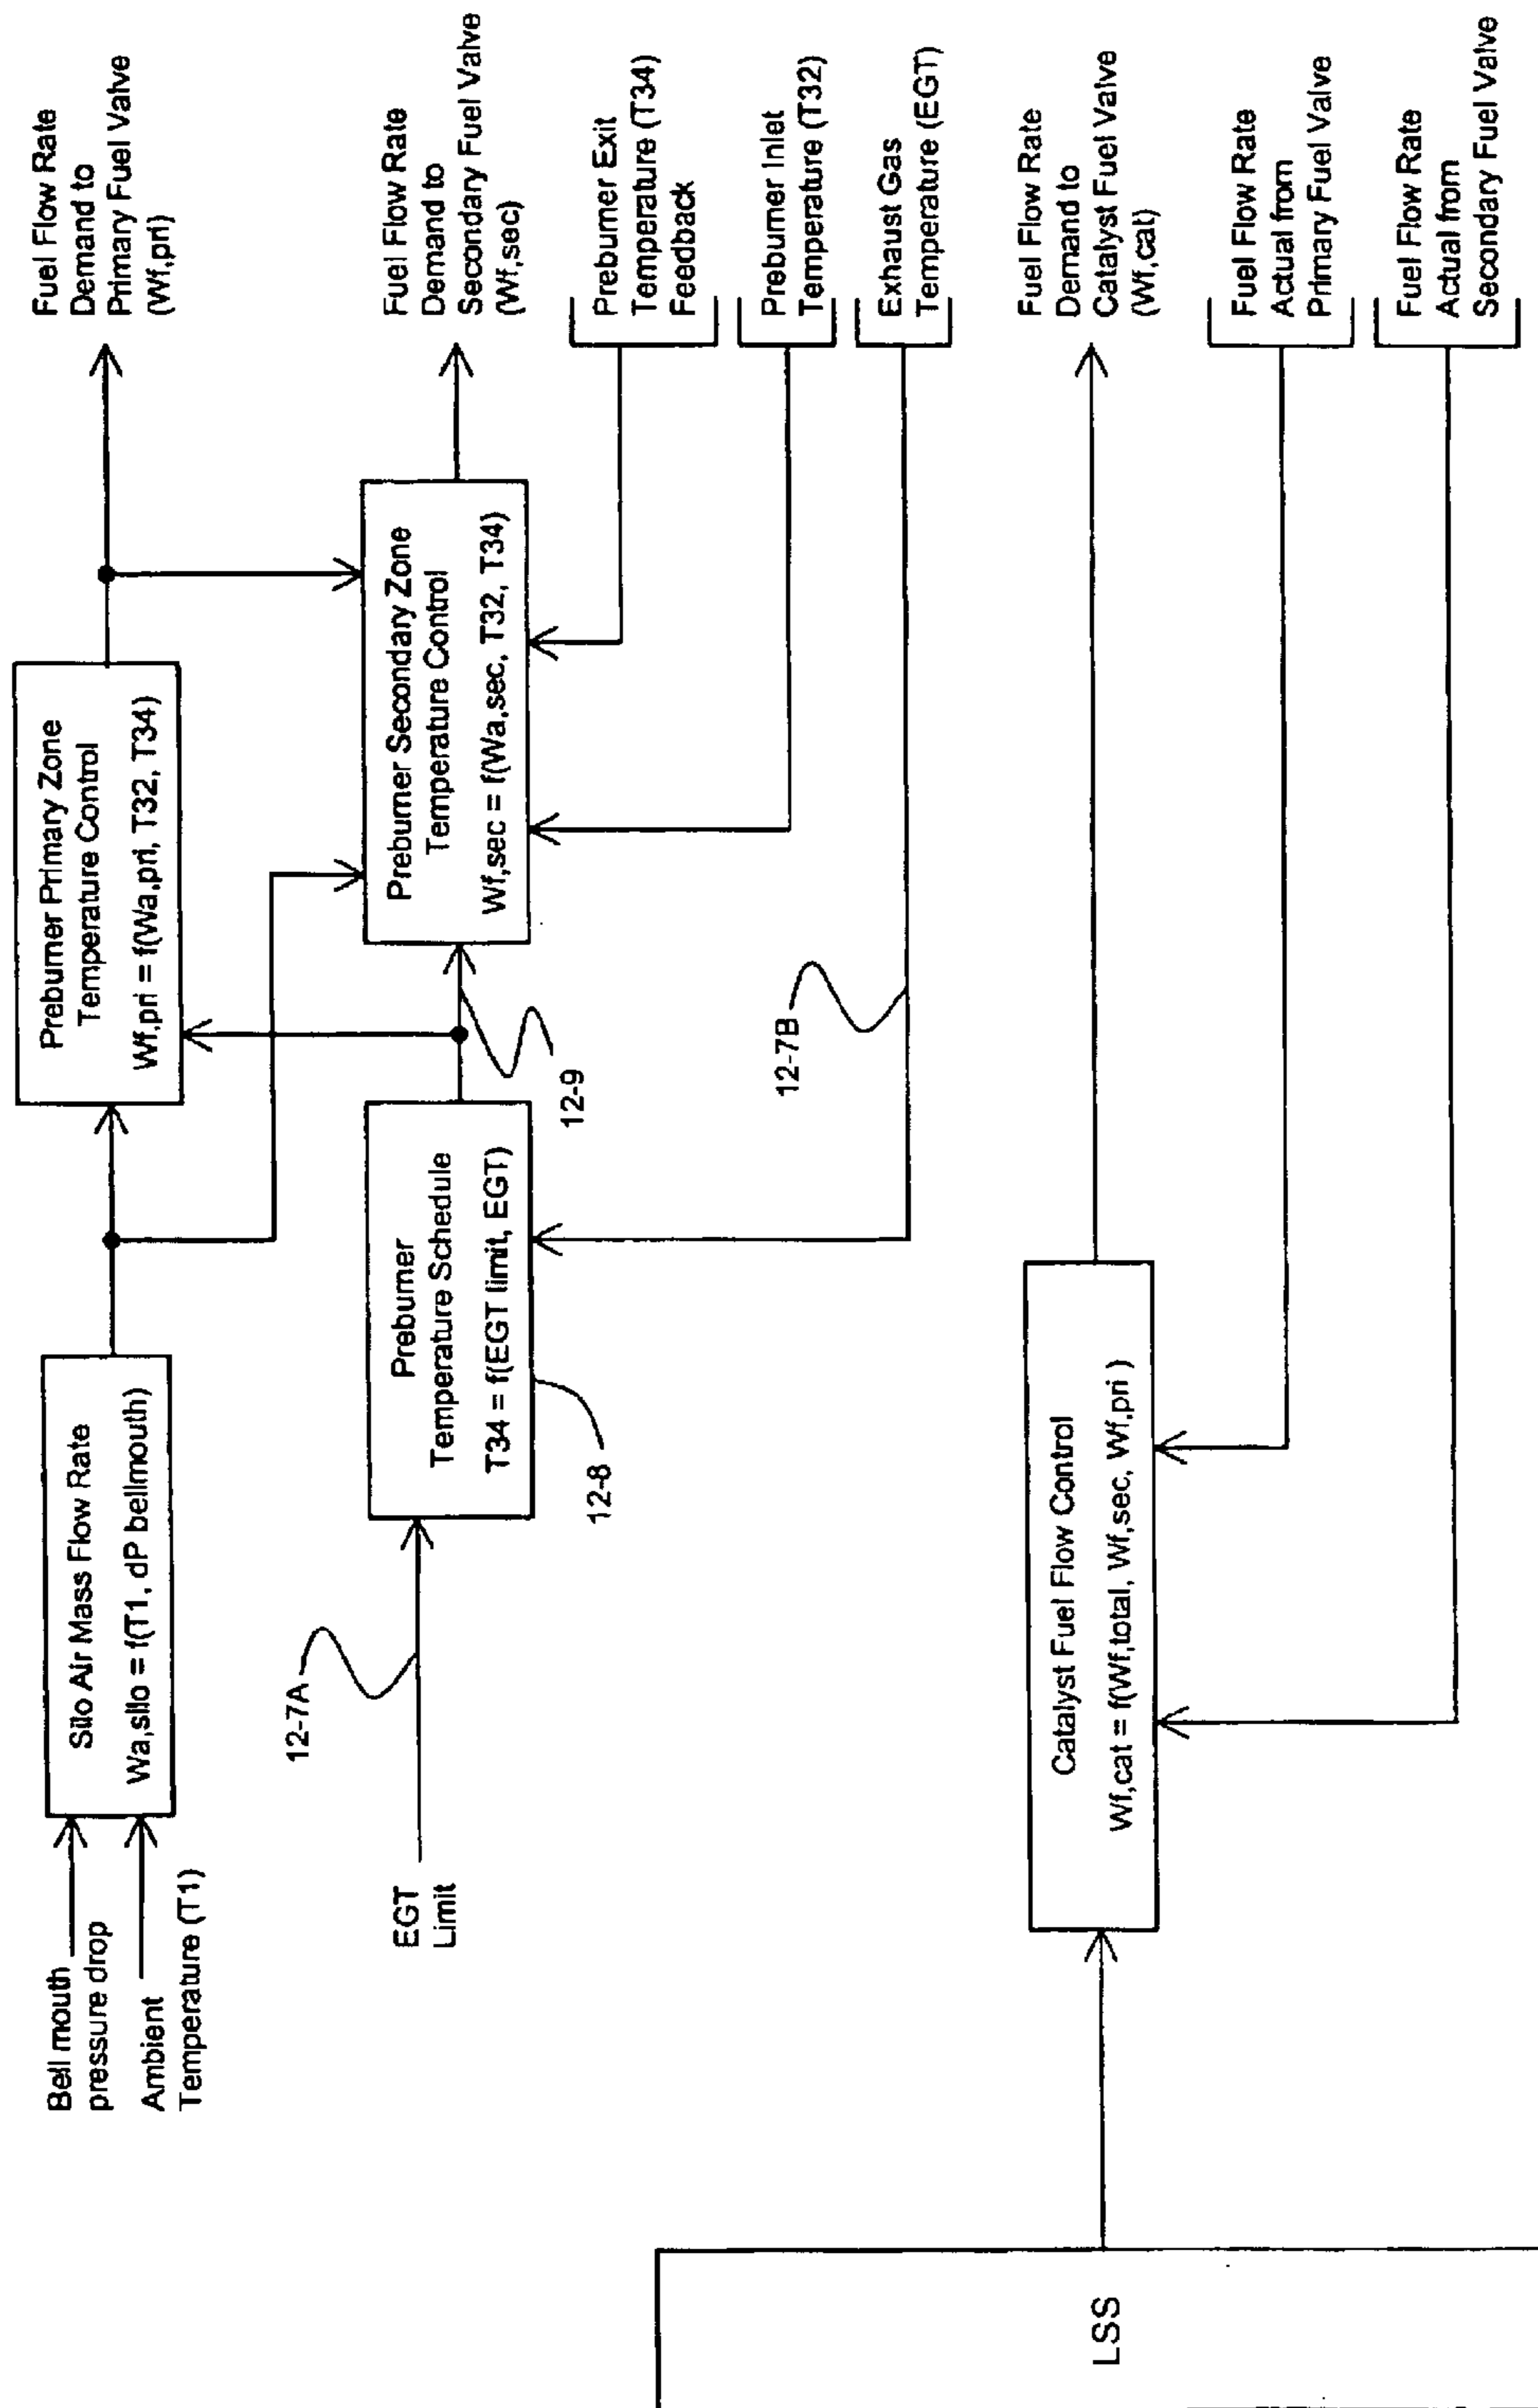 Bell mouth
pressure drop
Ambient
Temperature (T1)
Silo Air Mass Flow Rate
Wa,silo = f(T1, dP bellmouth)
Preburner Primary Zone
Temperature Control
Wf,pri = f(Wa,pri, T32, T34)
Fuel Flow Rate
Demand to
Primary Fuel Valve
(Wf,pri)
12-7A
EGT
Limit
Preburner
Temperature Schedule
T34 = f(EGT limit, EGT)
12-8
12-9
Preburner Secondary Zone
Temperature Control
Wf,sec = f(Wa,sec, T32, T34)
Fuel Flow Rate
Demand to
Secondary Fuel Valve
(Wf,sec)
Preburner Exit
Temperature (T34)
Feedback
Preburner Inlet
Temperature (T32)
12-7B
Exhaust Gas
Temperature (EGT)
LSS
Catalyst Fuel Flow Control
Wf,cat = f(Wf,total, Wf,sec, Wf,pri )
Fuel Flow Rate
Demand to
Catalyst Fuel Valve
(Wf,cat)
Fuel Flow Rate
Actual from
Primary Fuel Valve
Fuel Flow Rate
Actual from
Secondary Fuel Valve